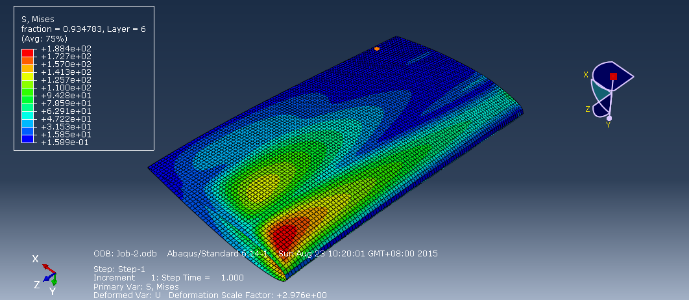 S, Mises
fraction = 0.934783, Layer = 6
(Avg: 75%)
+1.884e+02
+1.727e+02
+1.570e+02
+1.413e+02
+1.257e+02
+1.100e+02
+9.428e+01
+7.859e+01
+6.291e+01
+4.722e+01
+3.153e+01
+1.585e+01
+1.589e-01
X
Z
Y
ODB: Job-2.odb Abaqus/Standard 6.14-1 Sun Aug 23 10:20:01 GMT+08:00 2015
X
Z
Y
Step: Step-1
Increment 1: Step Time = 1.000
Primary Var: S, Mises
Deformed Var: U Deformation Scale Factor: +2.976e+00